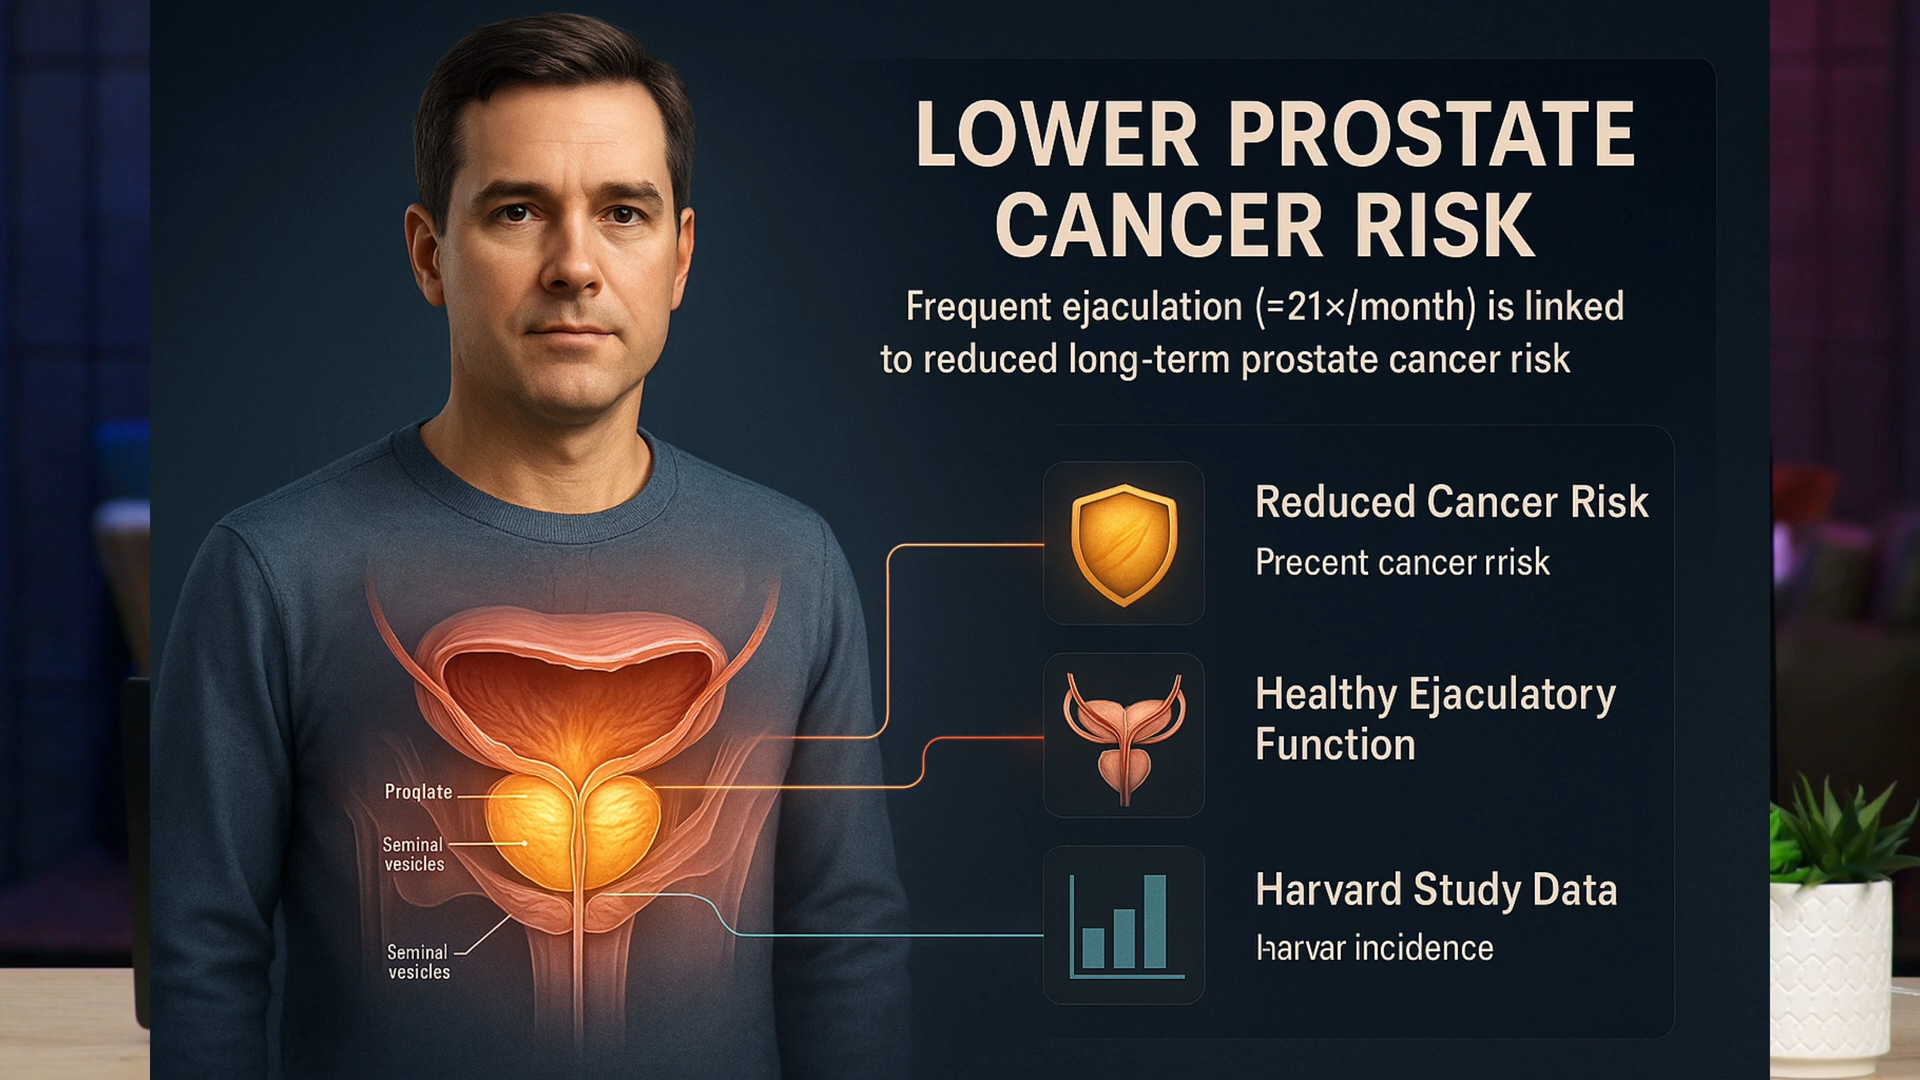 LOWER PROSTATE
CANCER RISK
Frequent ejaculation (=21×/month) is linked
to reduced long-term prostate cancer risk
Reduced Cancer Risk
Precent cancer rrisk
Healthy Ejaculatory
Function
Proqlate
Seminal
vesicles
Seminal
vesicles
Harvard Study Data
harvar incidence